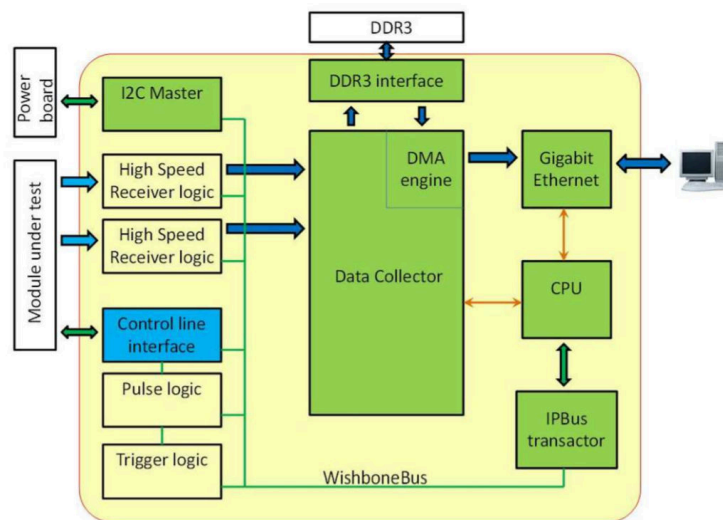 DDR3
Power
board
I2C Master
DDR3 interface
Module under test
High Speed
Receiver logic
High Speed
Receiver logic
DMA
engine
Gigabit
Ethernet
Data Collector
CPU
Control line
interface
Pulse logic
Trigger logic
IPBus
transactor
WishboneBus